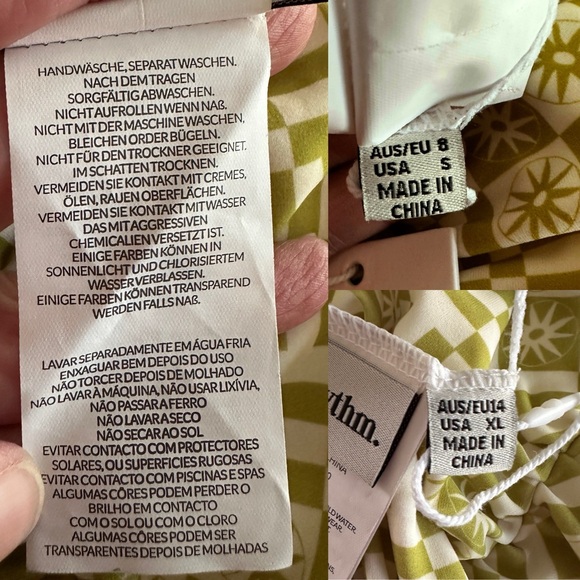 HANDWÄSCHE, SEPARAT WASCHEN.
NACH DEM TRAGEN
SORGFÄLTIG ABWASCHEN.
NICHT AUFROLLEN WENN NAß.
NICHT MIT DER MASCHINE WASCHEN,
BLEICHEN ORDER BÜGELN.
NICHT FÜR DEN TROCKNER GEEIGNET.
IM SCHATTEN TROCKNEN.
VERMEIDEN SIE KONTAKT MIT CREMES,
ÖLEN, RAUEN OBERFLÄCHEN.
VERMEIDEN SIE KONTAKT MIT WASSER
DAS MIT AGGRESSIVEN
CHEMICALIEN VERSETZT IST.
EINIGE FARBEN KÖNNEN IN
SONNENLICHT UND CHLORISIERTEM
WASSER VERBLASSEN.
EINIGE FARBEN KÖNNEN TRANSPARENT
WERDEN FALLS NAß.
LAVAR SEPARADAMENTE EM ÁGUA FRIA
ENXAGUAR BEM DEPOIS DO USO
NÃO TORCER DEPOIS DE MOLHADO
NÃO LAVAR À MÁQUINA, NÃO USAR LIXÍVIA,
NÃO PASSAR A FERRO
NÃO LAVAR A SECO
NÃO SECAR AO SOL
EVITAR CONTACTO COM PROTECTORES
SOLARES, OU SUPERFICIES RUGOSAS
EVITAR CONTACTO COM PISCINAS E SPAS
ALGUMAS CÔRES PODEM PERDER O
BRILHO EM CONTACTO
COM O SOL OU COM O CLORO
ALGUMAS CÔRES PODEM SER
TRANSPARENTES DEPOIS DE MOLHADAS
AUS/EU 8
USA S
MADE IN
CHINA
ythm.
AUS/EU14
USA XL
MADE IN
CHINA
CHINA